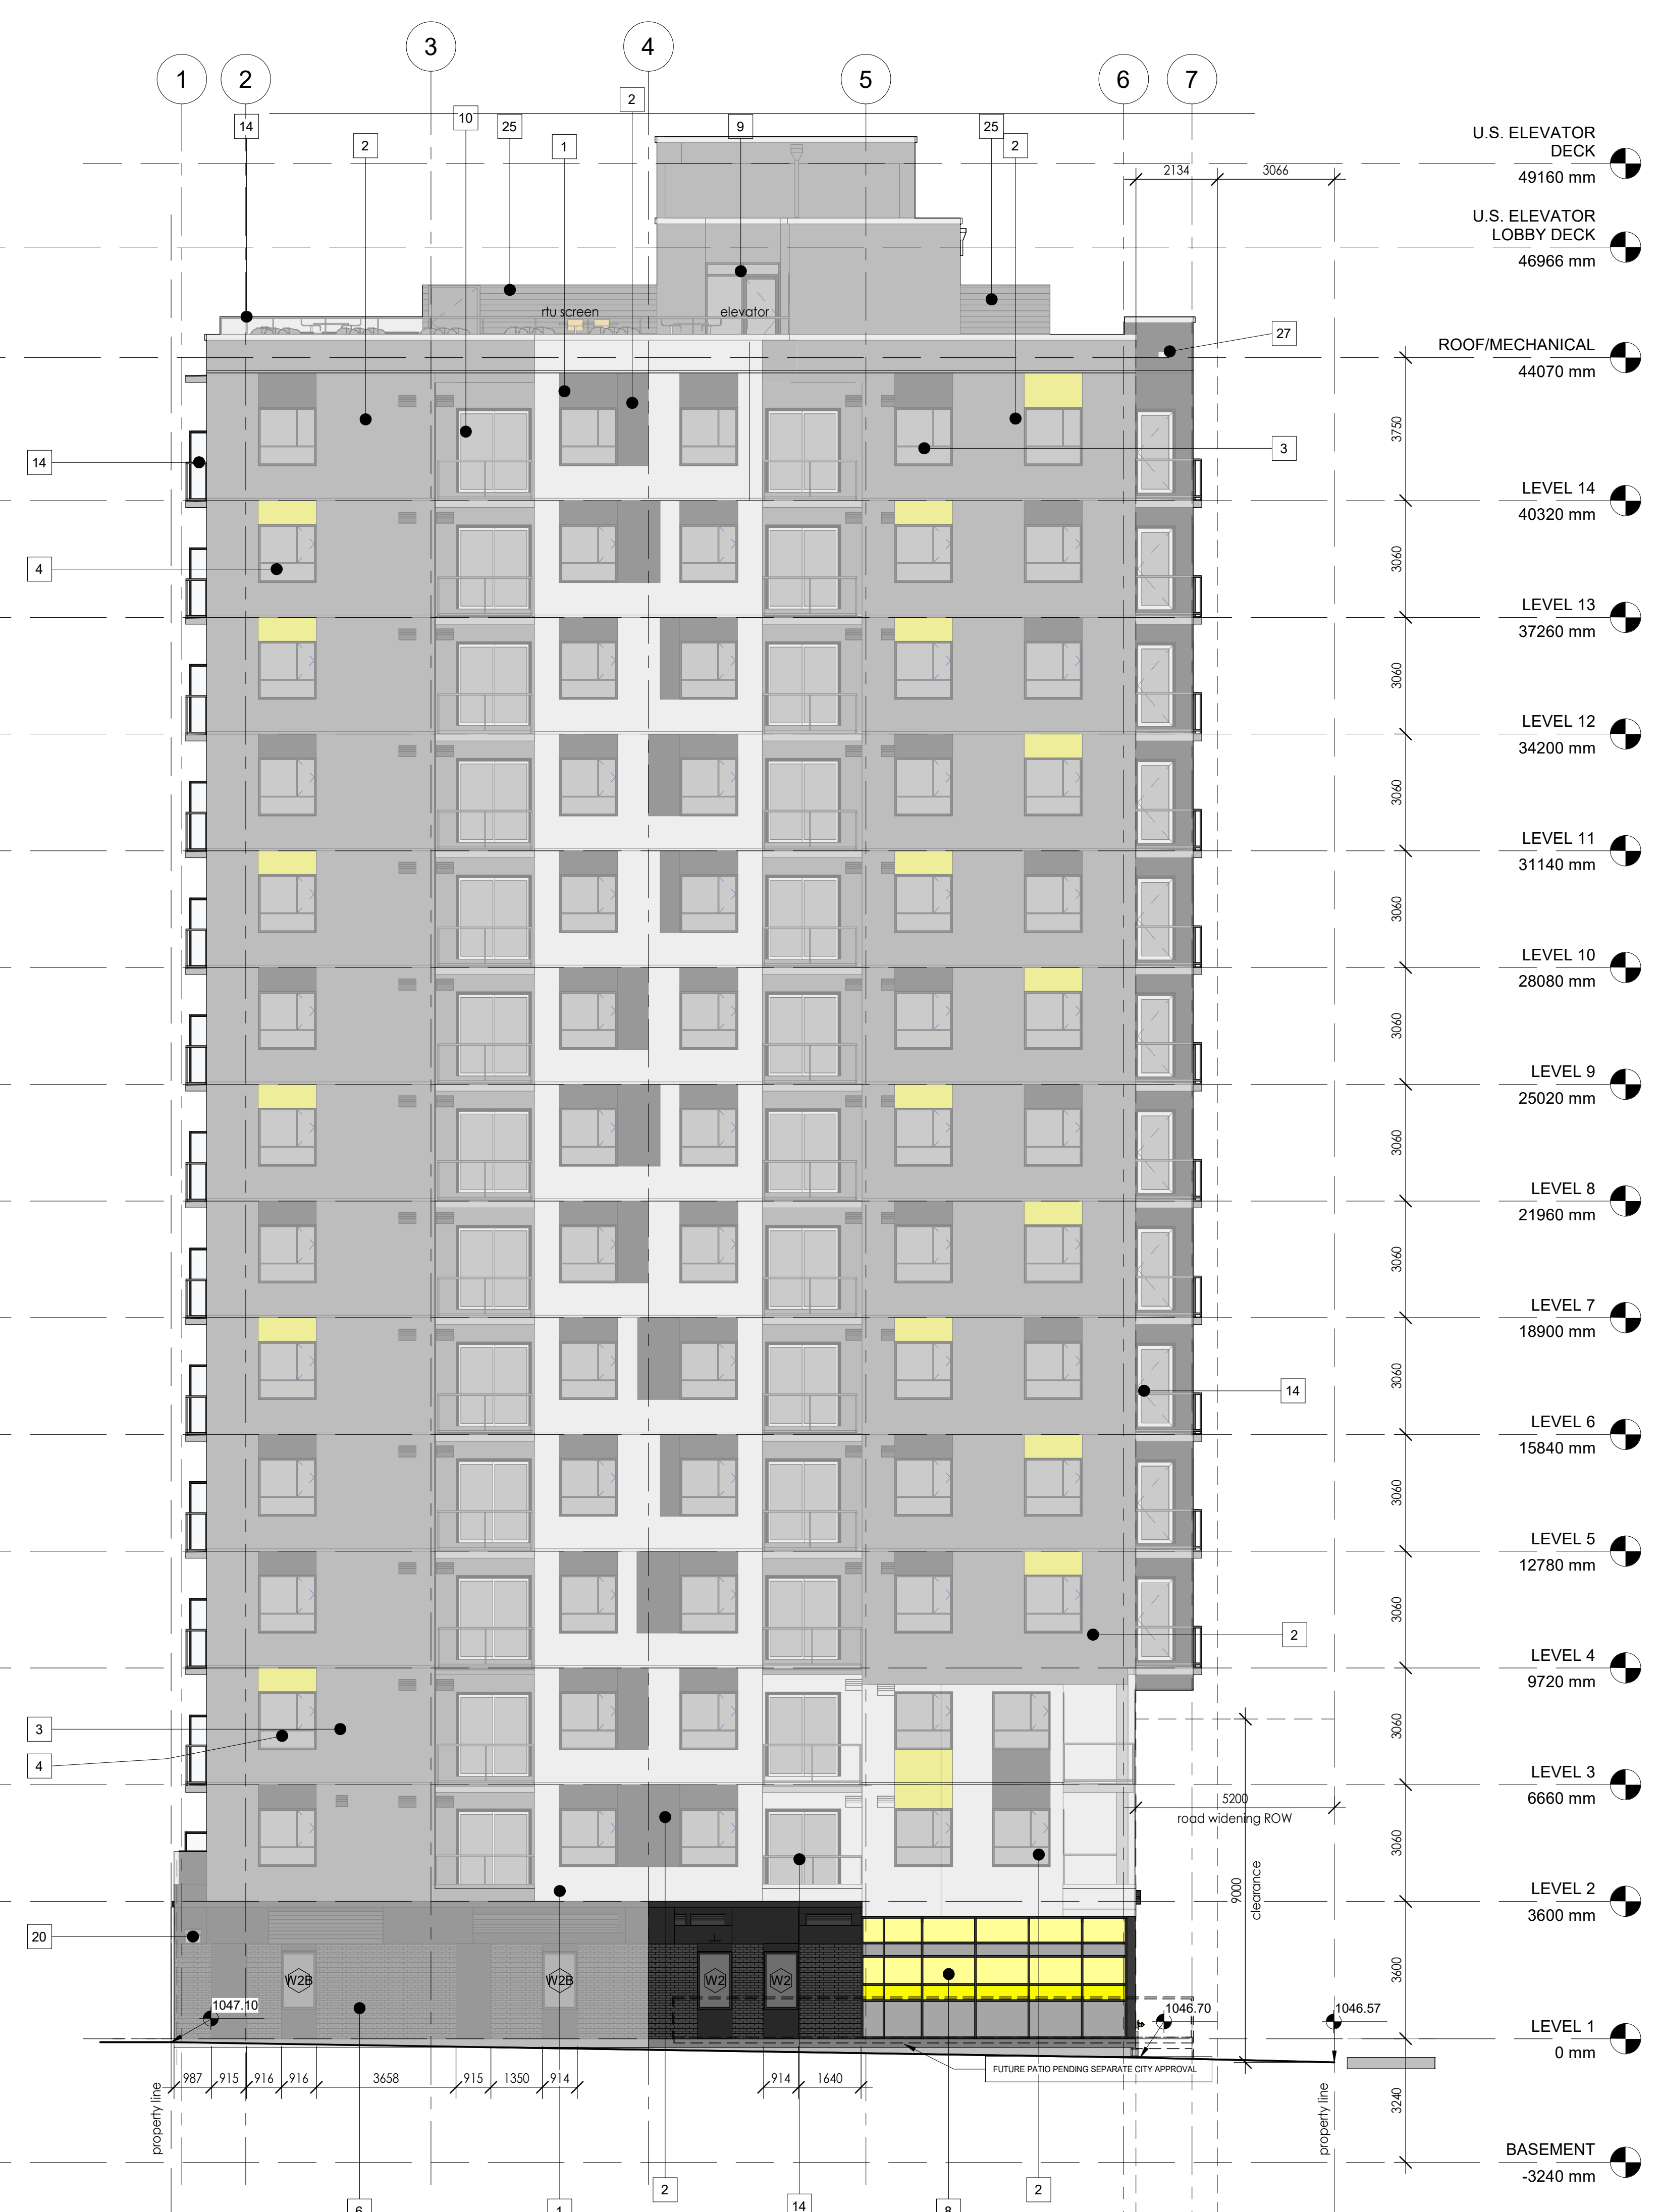 3
4
1
2
5
6
7
2
10
14
25
9
25
2
1
2
U.S. ELEVATOR
DECK
49160 mm
2134
3066
U.S. ELEVATOR
LOBBY DECK
46966 mm
rtu screen
elevator
27
ROOF/MECHANICAL
44070 mm
3750
14
3
LEVEL 14
40320 mm
4
3060
LEVEL 13
37260 mm
3060
LEVEL 12
34200 mm
3060
LEVEL 11
31140 mm
3060
LEVEL 10
28080 mm
3060
LEVEL 9
25020 mm
3060
LEVEL 8
21960 mm
3060
LEVEL 7
18900 mm
3060
14
LEVEL 6
15840 mm
3060
LEVEL 5
12780 mm
3060
2
LEVEL 4
9720 mm
3
4
3060
LEVEL 3
6660 mm
5200
road widening ROW
3060
9000
clearance
LEVEL 2
3600 mm
20
3600
W2B
W2B
W2
W2
1047.10
1046.70
1046.57
LEVEL 1
0 mm
FUTURE PATIO PENDING SEPARATE CITY APPROVAL
987
915
916
916
3658
915
1350
914
914
1640
3240
property line
property line
BASEMENT
-3240 mm
2
2
6
1
14
8